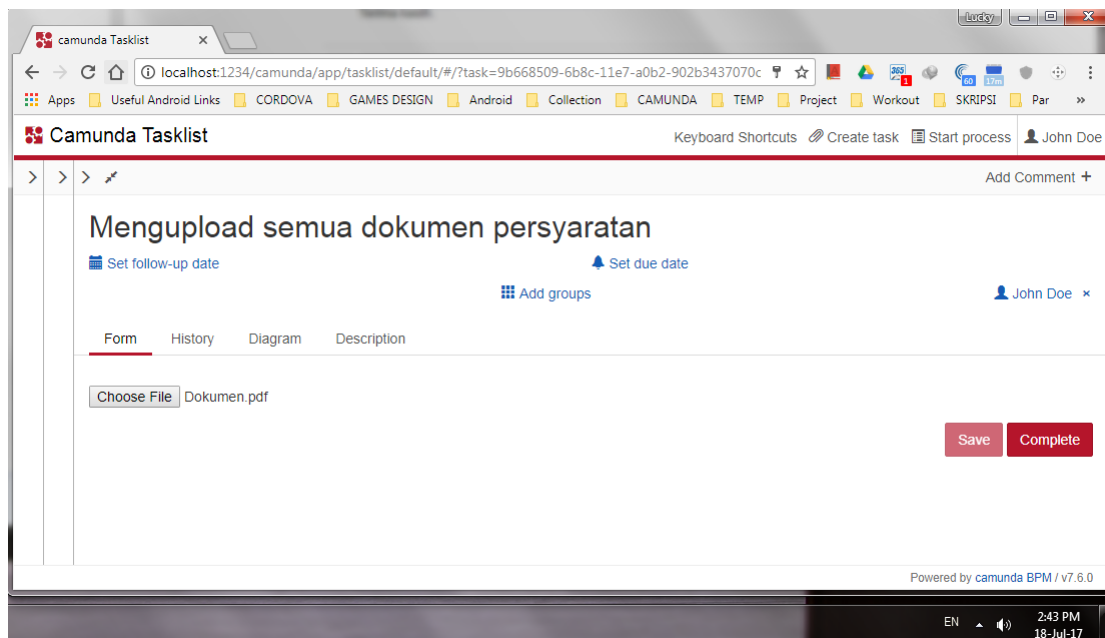 Lucky
camunda Tasklist
localhost:1234/camunda/app/tasklist/default/#/?task=9b668509-6b8c-11e7-a0b2-902b3437070c
365
1
60
17m
Apps Useful Android Links CORDOVA GAMES DESIGN Android Collection CAMUNDA TEMP Project Workout SKRIPSI Par »
Camunda Tasklist Keyboard Shortcuts Create task Start process John Doe
Add Comment +
Mengupload semua dokumen persyaratan
Set follow-up date Set due date
Add groups John Doe ×
Form History Diagram Description
Choose File Dokumen.pdf
Save Complete
Powered by camunda BPM / v7.6.0
EN 2:43 PM
18-Jul-17